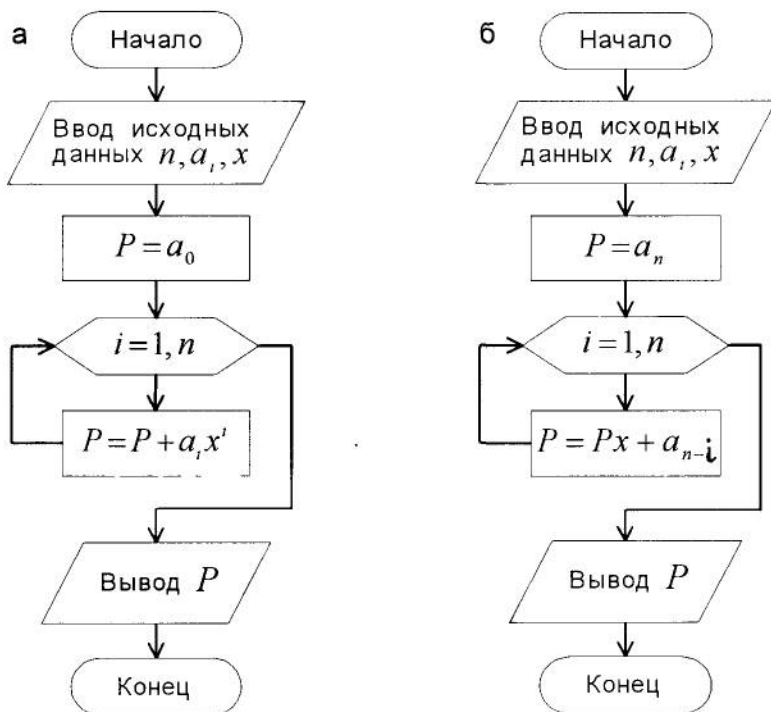 а
Начало
Ввод исходных
данных n, a_i, x
P = a_0
i = 1, n
P = P + a_i x^i
Вывод P
Конец
б
Начало
Ввод исходных
данных n, a_i, x
P = a_n
i = 1, n
P = Px + a_{n-i}
Вывод P
Конец